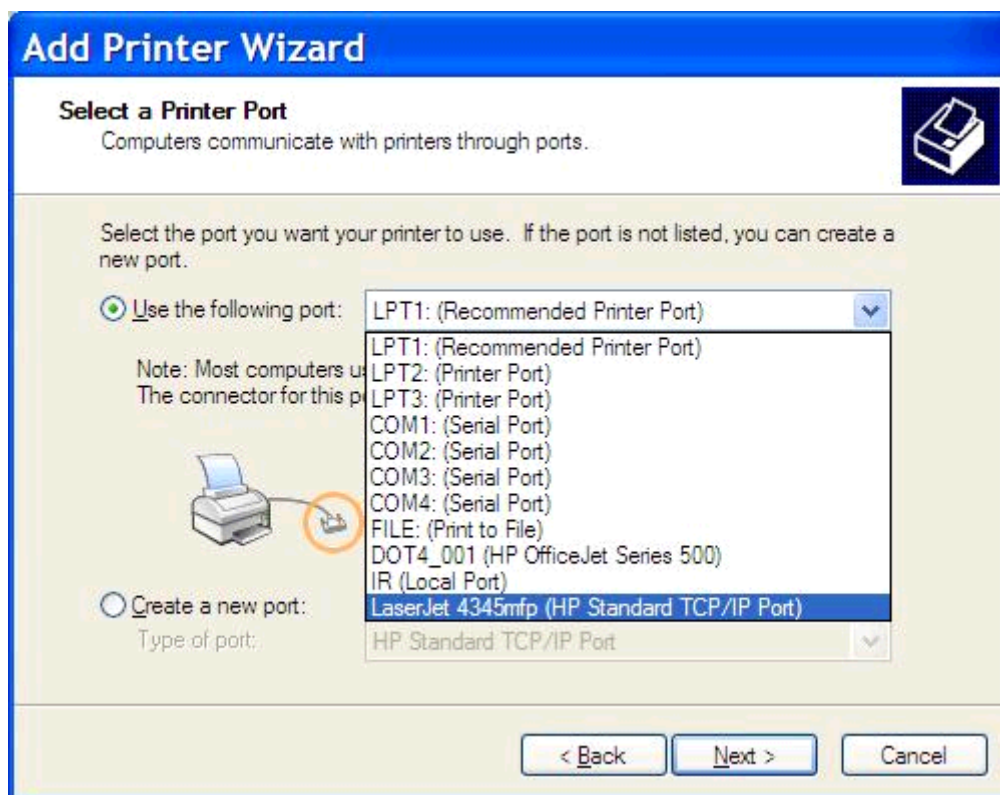 Add Printer Wizard
Select a Printer Port
Computers communicate with printers through ports.
Select the port you want your printer to use. If the port is not listed, you can create a
new port.
Use the following port: LPT1: (Recommended Printer Port)
LPT1: (Recommended Printer Port)
Note: Most computers
LPT2: (Printer Port)
The connector for this
LPT3: (Printer Port)
COM1: (Serial Port)
COM2: (Serial Port)
COM3: (Serial Port)
COM4: (Serial Port)
FILE: (Print to File)
DOT4_001 (HP OfficeJet Series 500)
IR (Local Port)
Create a new port:
LaserJet 4345mfp (HP Standard TCP/IP Port)
Type of port: HP Standard TCP/IP Port
< Back
Next >
Cancel